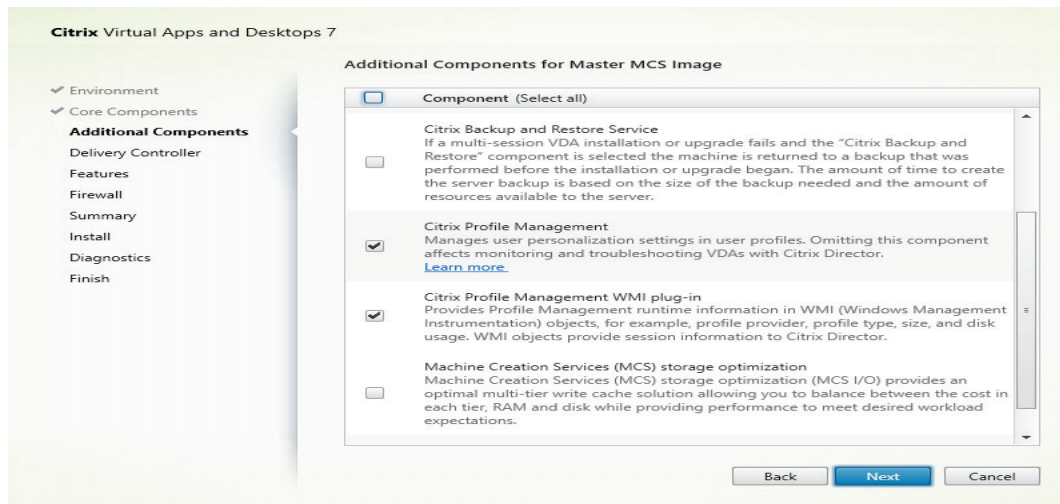 Citrix Virtual Apps and Desktops 7
Environment
Core Components
Additional Components
Delivery Controller
Features
Firewall
Summary
Install
Diagnostics
Finish
Additional Components for Master MCS Image
Component (Select all)
Citrix Backup and Restore Service
If a multi-session VDA installation or upgrade fails and the "Citrix Backup and
Restore" component is selected the machine is returned to a backup that was
performed before the installation or upgrade began. The amount of time to create
the server backup is based on the size of the backup needed and the amount of
resources available to the server.
Citrix Profile Management
Manages user personalization settings in user profiles. Omitting this component
affects monitoring and troubleshooting VDAs with Citrix Director.
Learn more
Citrix Profile Management WMI plug-in
Provides Profile Management runtime information in WMI (Windows Management
Instrumentation) objects, for example, profile provider, profile type, size, and disk
usage. WMI objects provide session information to Citrix Director.
Machine Creation Services (MCS) storage optimization
Machine Creation Services (MCS) storage optimization (MCS I/O) provides an
optimal multi-tier write cache solution allowing you to balance between the cost in
each tier, RAM and disk while providing performance to meet desired workload
expectations.
Back
Next
Cancel